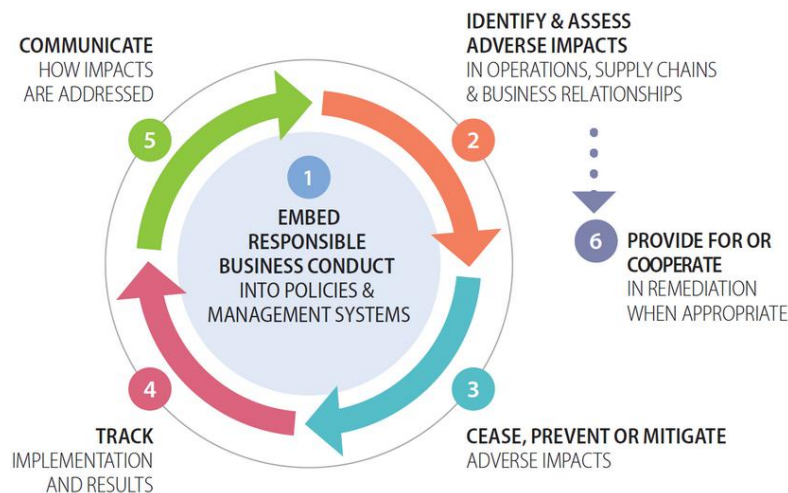 COMMUNICATE
HOW IMPACTS
ARE ADDRESSED
5
IDENTIFY & ASSESS
ADVERSE IMPACTS
IN OPERATIONS, SUPPLY CHAINS
& BUSINESS RELATIONSHIPS
2
1
EMBED
RESPONSIBLE
BUSINESS CONDUCT
INTO POLICIES &
MANAGEMENT SYSTEMS
6
PROVIDE FOR OR
COOPERATE
IN REMEDIATION
WHEN APPROPRIATE
4
TRACK
IMPLEMENTATION
AND RESULTS
3
CEASE, PREVENT OR MITIGATE
ADVERSE IMPACTS